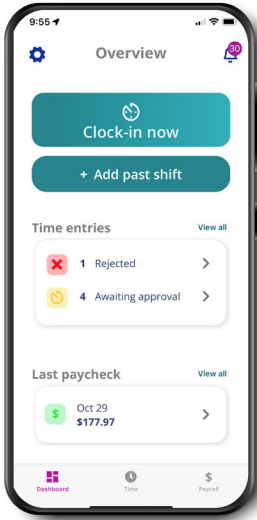 9:55
Overview
30
Clock-in now
+ Add past shift
Time entries View all
1 Rejected
4 Awaiting approval
Last paycheck View all
$ Oct 29
$177.97
$
Dashboard Time Payroll